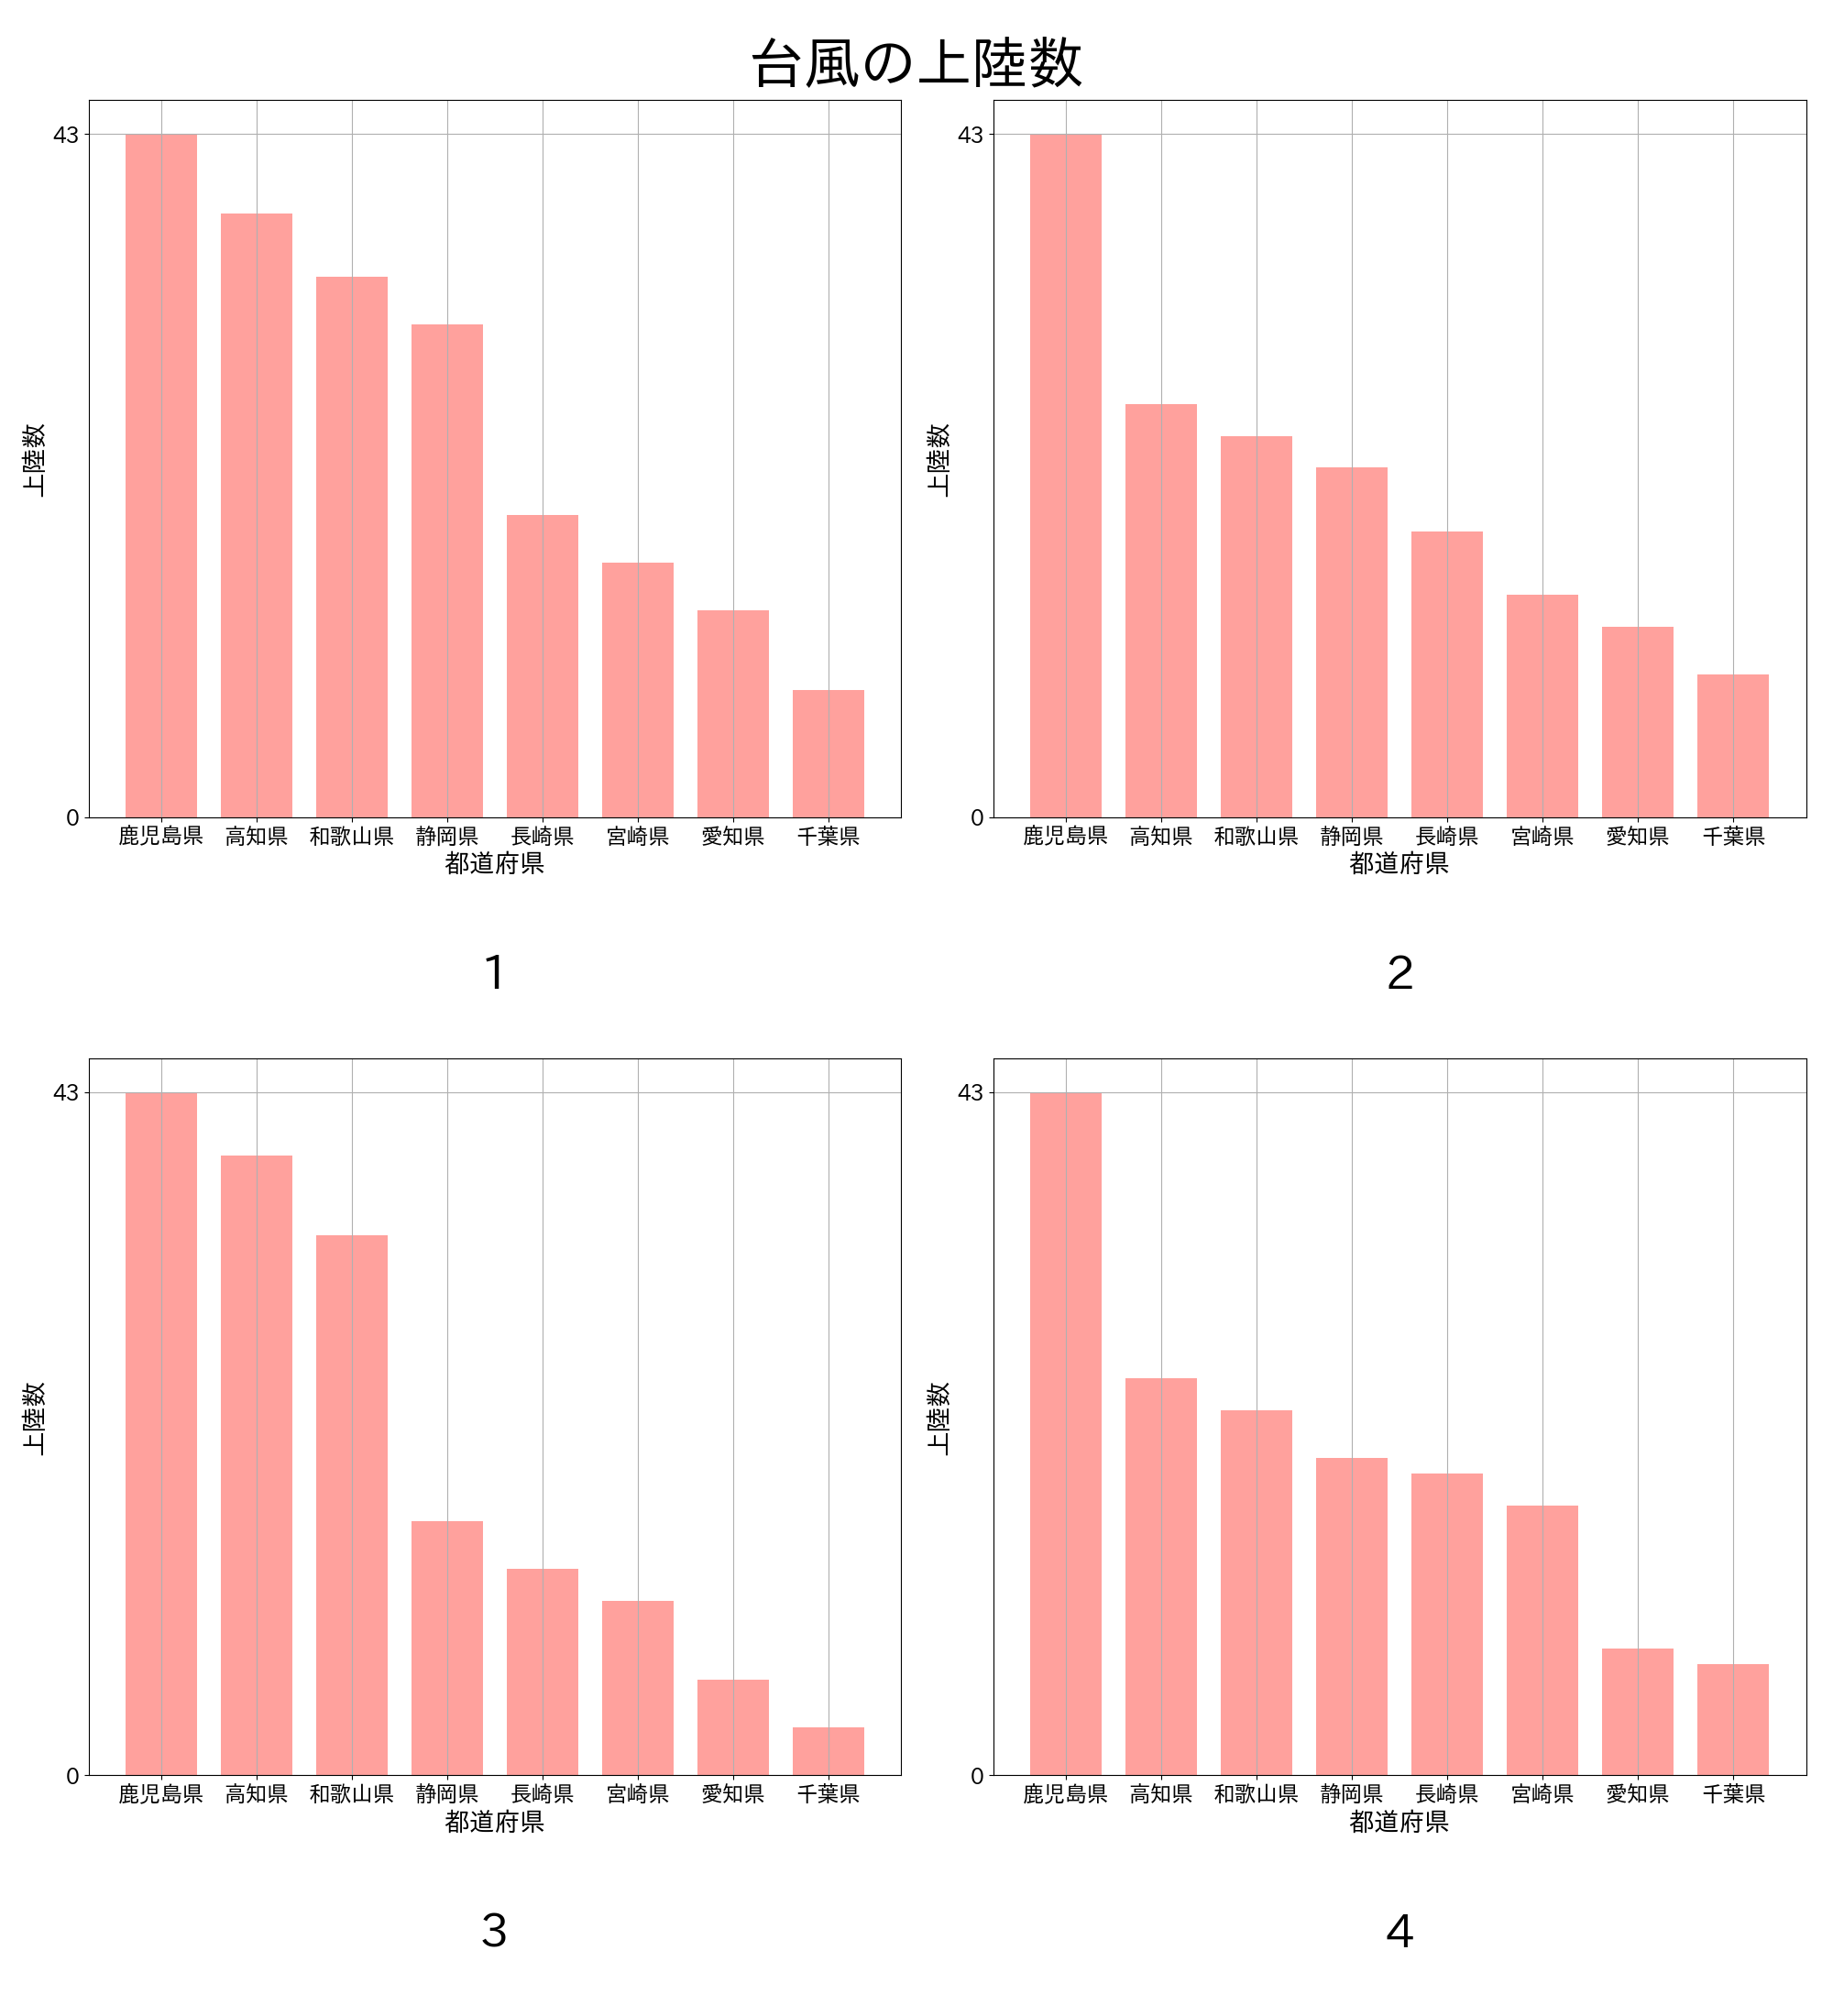 台風の上陸数
43
0
上陸数
鹿児島県 高知県 和歌山県 静岡県 長崎県 宮崎県 愛知県 千葉県
都道府県
1
43
0
上陸数
鹿児島県 高知県 和歌山県 静岡県 長崎県 宮崎県 愛知県 千葉県
都道府県
2
43
0
上陸数
鹿児島県 高知県 和歌山県 静岡県 長崎県 宮崎県 愛知県 千葉県
都道府県
3
43
0
上陸数
鹿児島県 高知県 和歌山県 静岡県 長崎県 宮崎県 愛知県 千葉県
都道府県
4